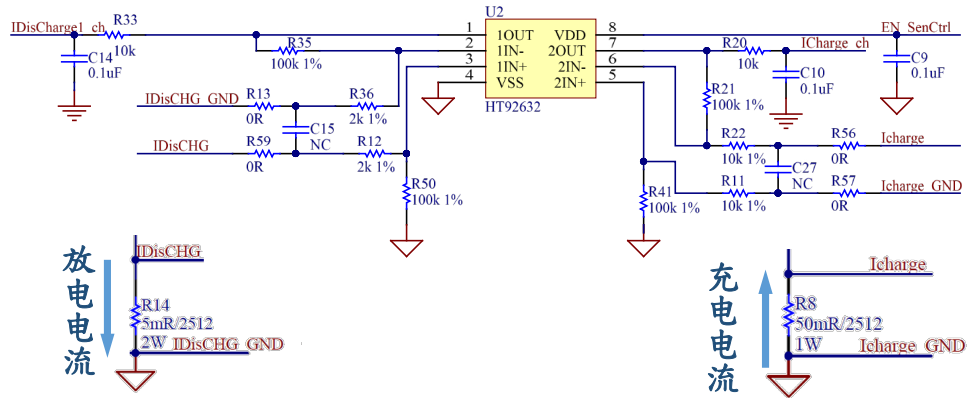 U2
IDisCharge1_ch
R33
10k
C14
0.1uF
R35
100k 1%
1
2
3
4
1OUT
1IN-
1IN+
VSS
VDD
2OUT
2IN-
2IN+
8
7
6
5
HT92632
EN_SenCtrl
R20
10k
ICharge_ch
C10
0.1uF
C9
0.1uF
R21
100k 1%
IDisCHG_GND
R13
0R
R36
2k 1%
C15
NC
IDisCHG
R59
0R
R12
2k 1%
R50
100k 1%
R22
10k 1%
R56
0R
Icharge
C27
NC
R11
10k 1%
R57
0R
Icharge_GND
R41
100k 1%
放电电流
IDisCHG
R14
5mR/2512
2W
IDisCHG_GND
充电电流
Icharge
R8
50mR/2512
1W
Icharge_GND